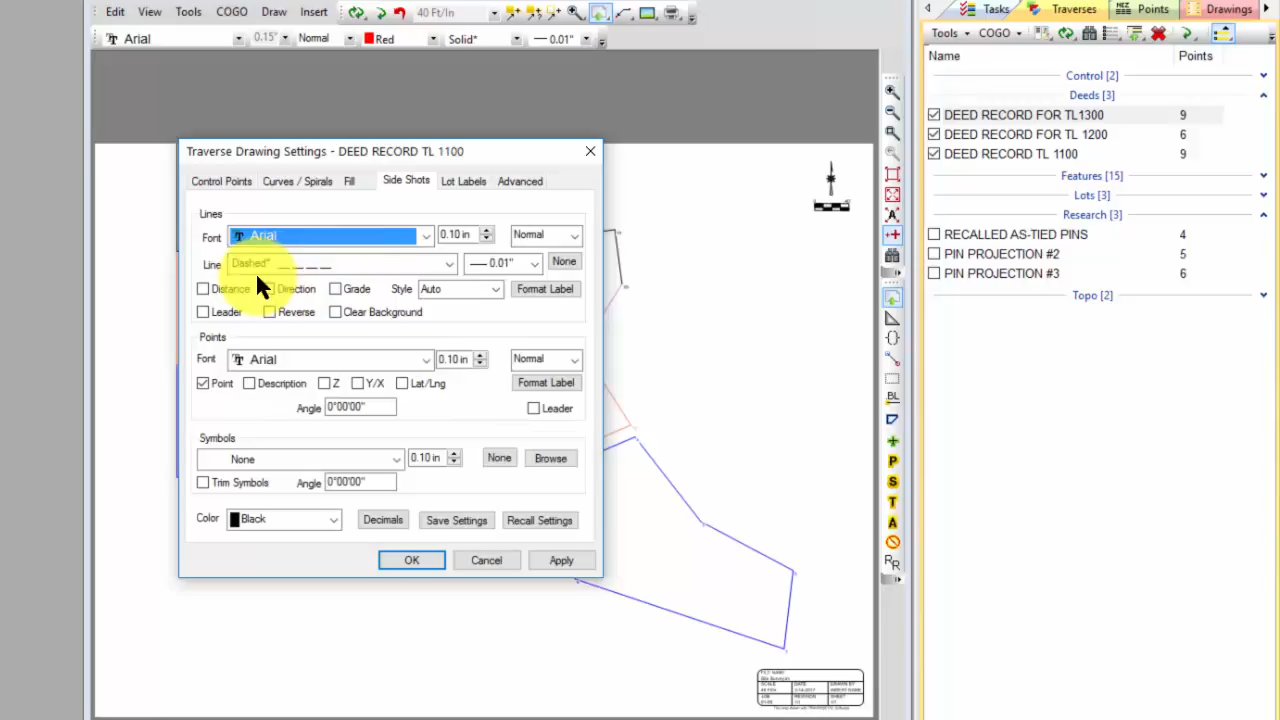 Edit View Tools COGO Draw Insert 40 Ft/In
Tasks Traverses Points Drawings
Arial 0.15" Normal Red Solid* 0.01"
Tools COGO
Name Points
Control [2]
Deeds [3]
DEED RECORD FOR TL1300 9
DEED RECORD FOR TL 1200 6
DEED RECORD TL 1100 9
Features [15]
Lots [3]
Research [3]
RECALLED AS-TIED PINS 4
PIN PROJECTION #2 5
PIN PROJECTION #3 6
Topo [2]
Traverse Drawing Settings - DEED RECORD TL 1100
Control Points Curves / Spirals Fill Side Shots Lot Labels Advanced
Lines
Font Arial 0.10 in Normal
Line Dashed* 0.01" None
Distance Direction Grade Style Auto Format Label
Leader Reverse Clear Background
Points
Font Arial 0.10 in Normal
Point Description Z Y/X Lat/Lng Format Label
Angle 0°00'00" Leader
Symbols
None 0.10 in None Browse
Trim Symbols Angle 0°00'00"
Color Black Decimals Save Settings Recall Settings
OK Cancel Apply
A
BL
P
S
T
A
RR